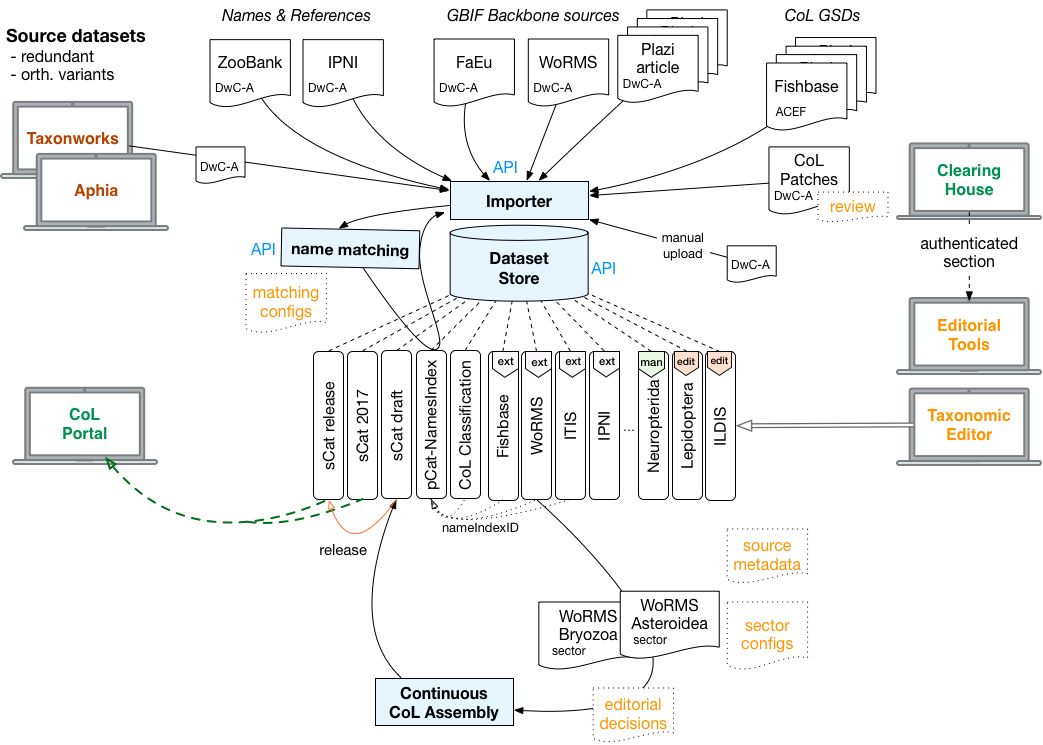 Names & References
GBIF Backbone sources
CoL GSDs
Source datasets
- redundant
- orth. variants
ZooBank
DwC-A
IPNI
DwC-A
FaEu
DwC-A
WoRMS
DwC-A
Plazi
article
DwC-A
Fishbase
ACEF
Taxonworks
Aphia
DwC-A
API
Importer
CoL
Patches
DwC-A
review
Clearing
House
authenticated
section
API
name matching
matching
configs
Dataset
Store
API
manual
upload
DwC-A
Editorial
Tools
Taxonomic
Editor
CoL
Portal
sCat release
sCat 2017
sCat draft
pCat-NamesIndex
CoL Classification
ext
Fishbase
ext
WoRMS
ext
ITIS
ext
IPNI
...
man
Neuropterida
edit
Lepidoptera
edit
ILDIS
nameIndexID
release
source
metadata
WoRMS
Bryozoa
sector
WoRMS
Asteroidea
sector
sector
configs
Continuous
CoL Assembly
editorial
decisions